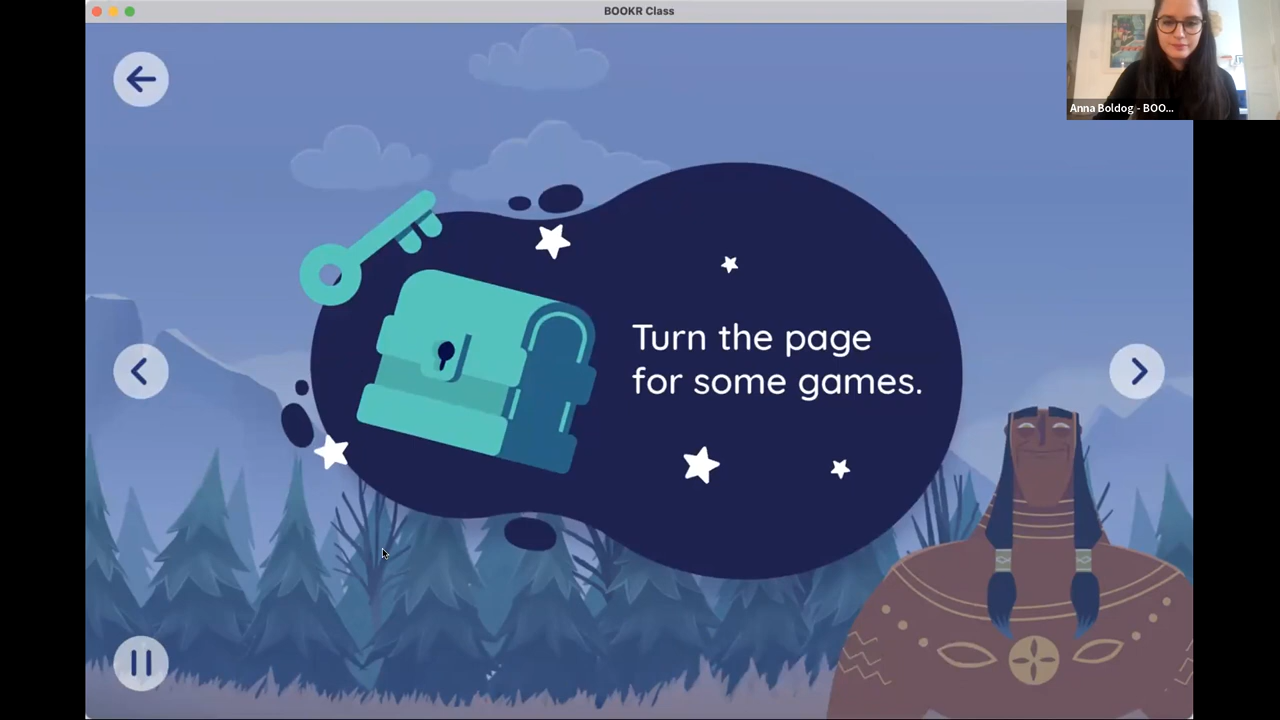 BOOKR Class
Anna Boldog - BOO...
Turn the page
for some games.